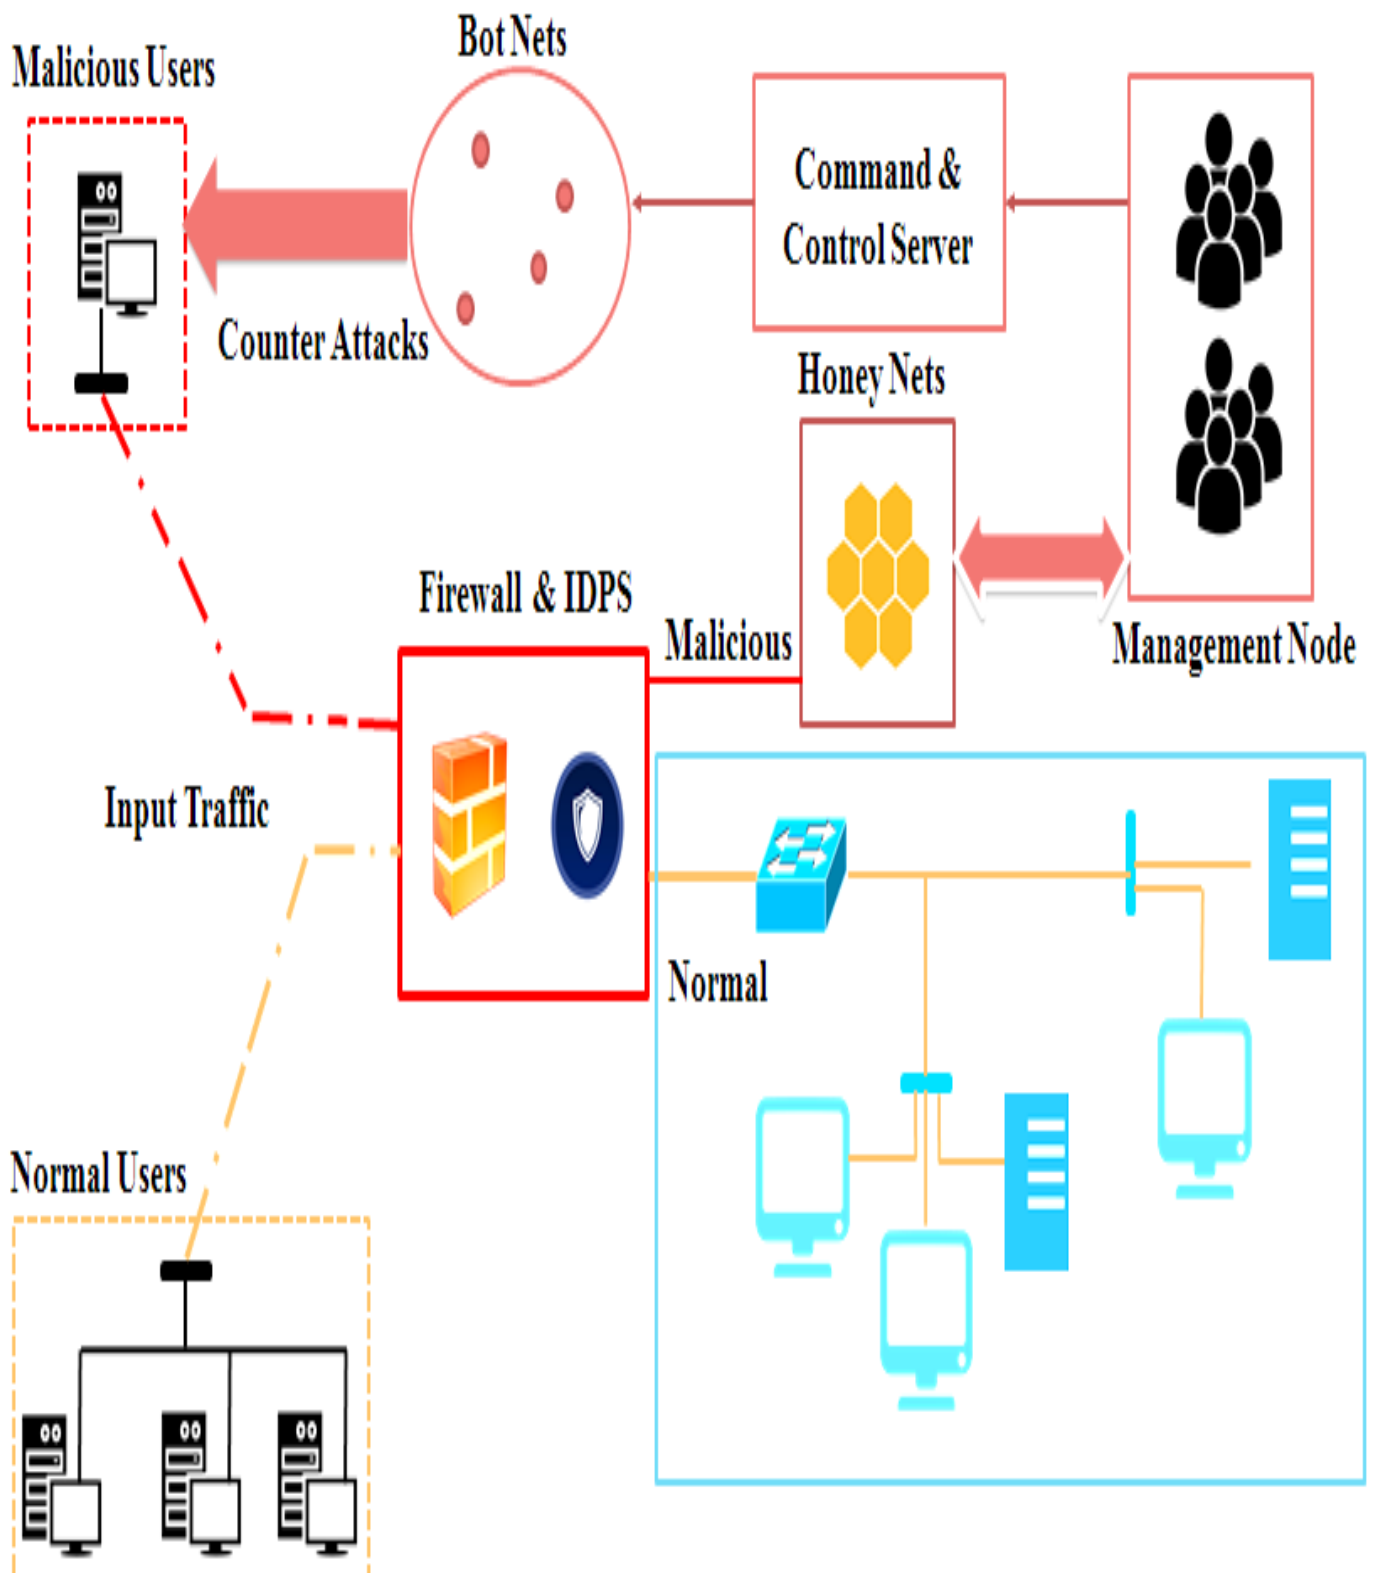 Bot Nets
Malicious Users
Command &
Control Server
Counter Attacks
Honey Nets
Firewall & IDPS
Malicious
Management Node
Input Traffic
Normal
Normal Users